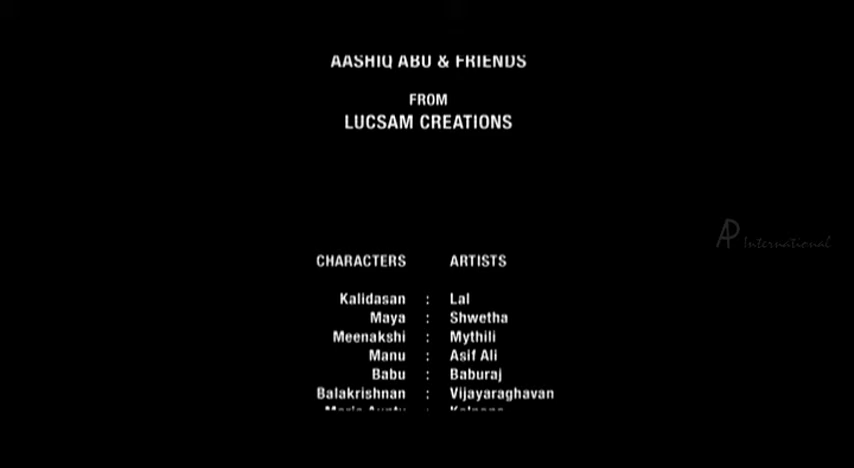 AASHIQ ABU & FRIENDS
FROM
LUCSAM CREATIONS
AP International
CHARACTERS ARTISTS
Kalidasan : Lal
Maya : Shwetha
Meenakshi : Mythili
Manu : Asif Ali
Babu : Baburaj
Balakrishnan : Vijayaraghavan